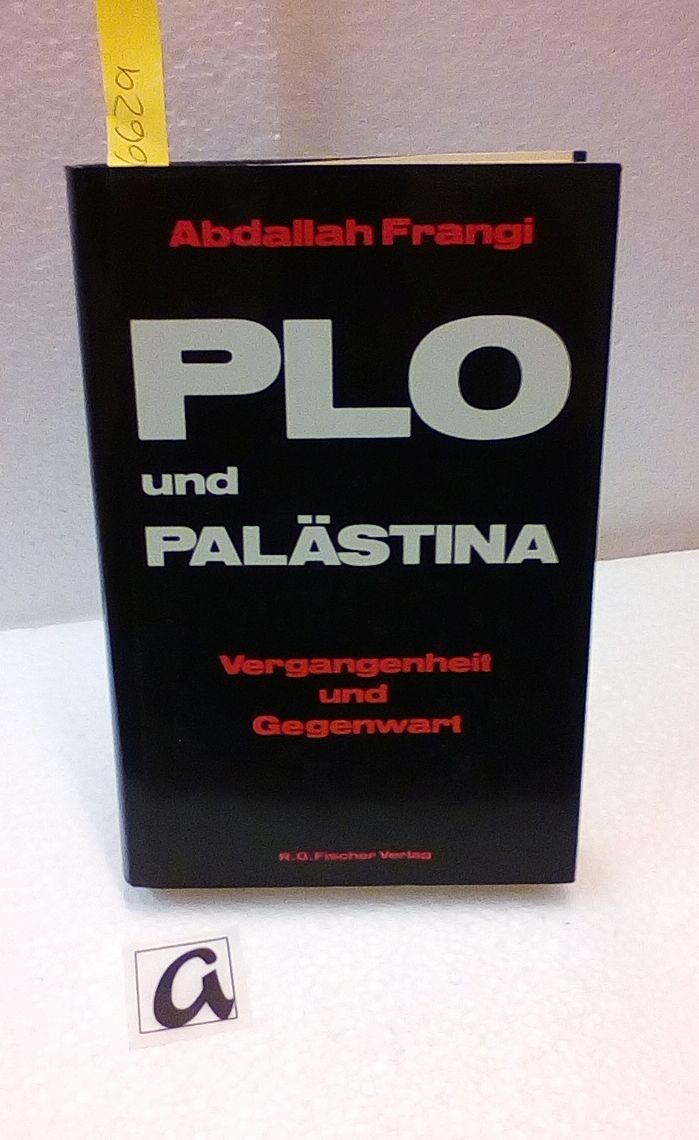 6629
Abdallah Frangi
PLO
und
PALÄSTINA
Vergangenheit
und
Gegenwart
R.G.Fischer Verlag
a